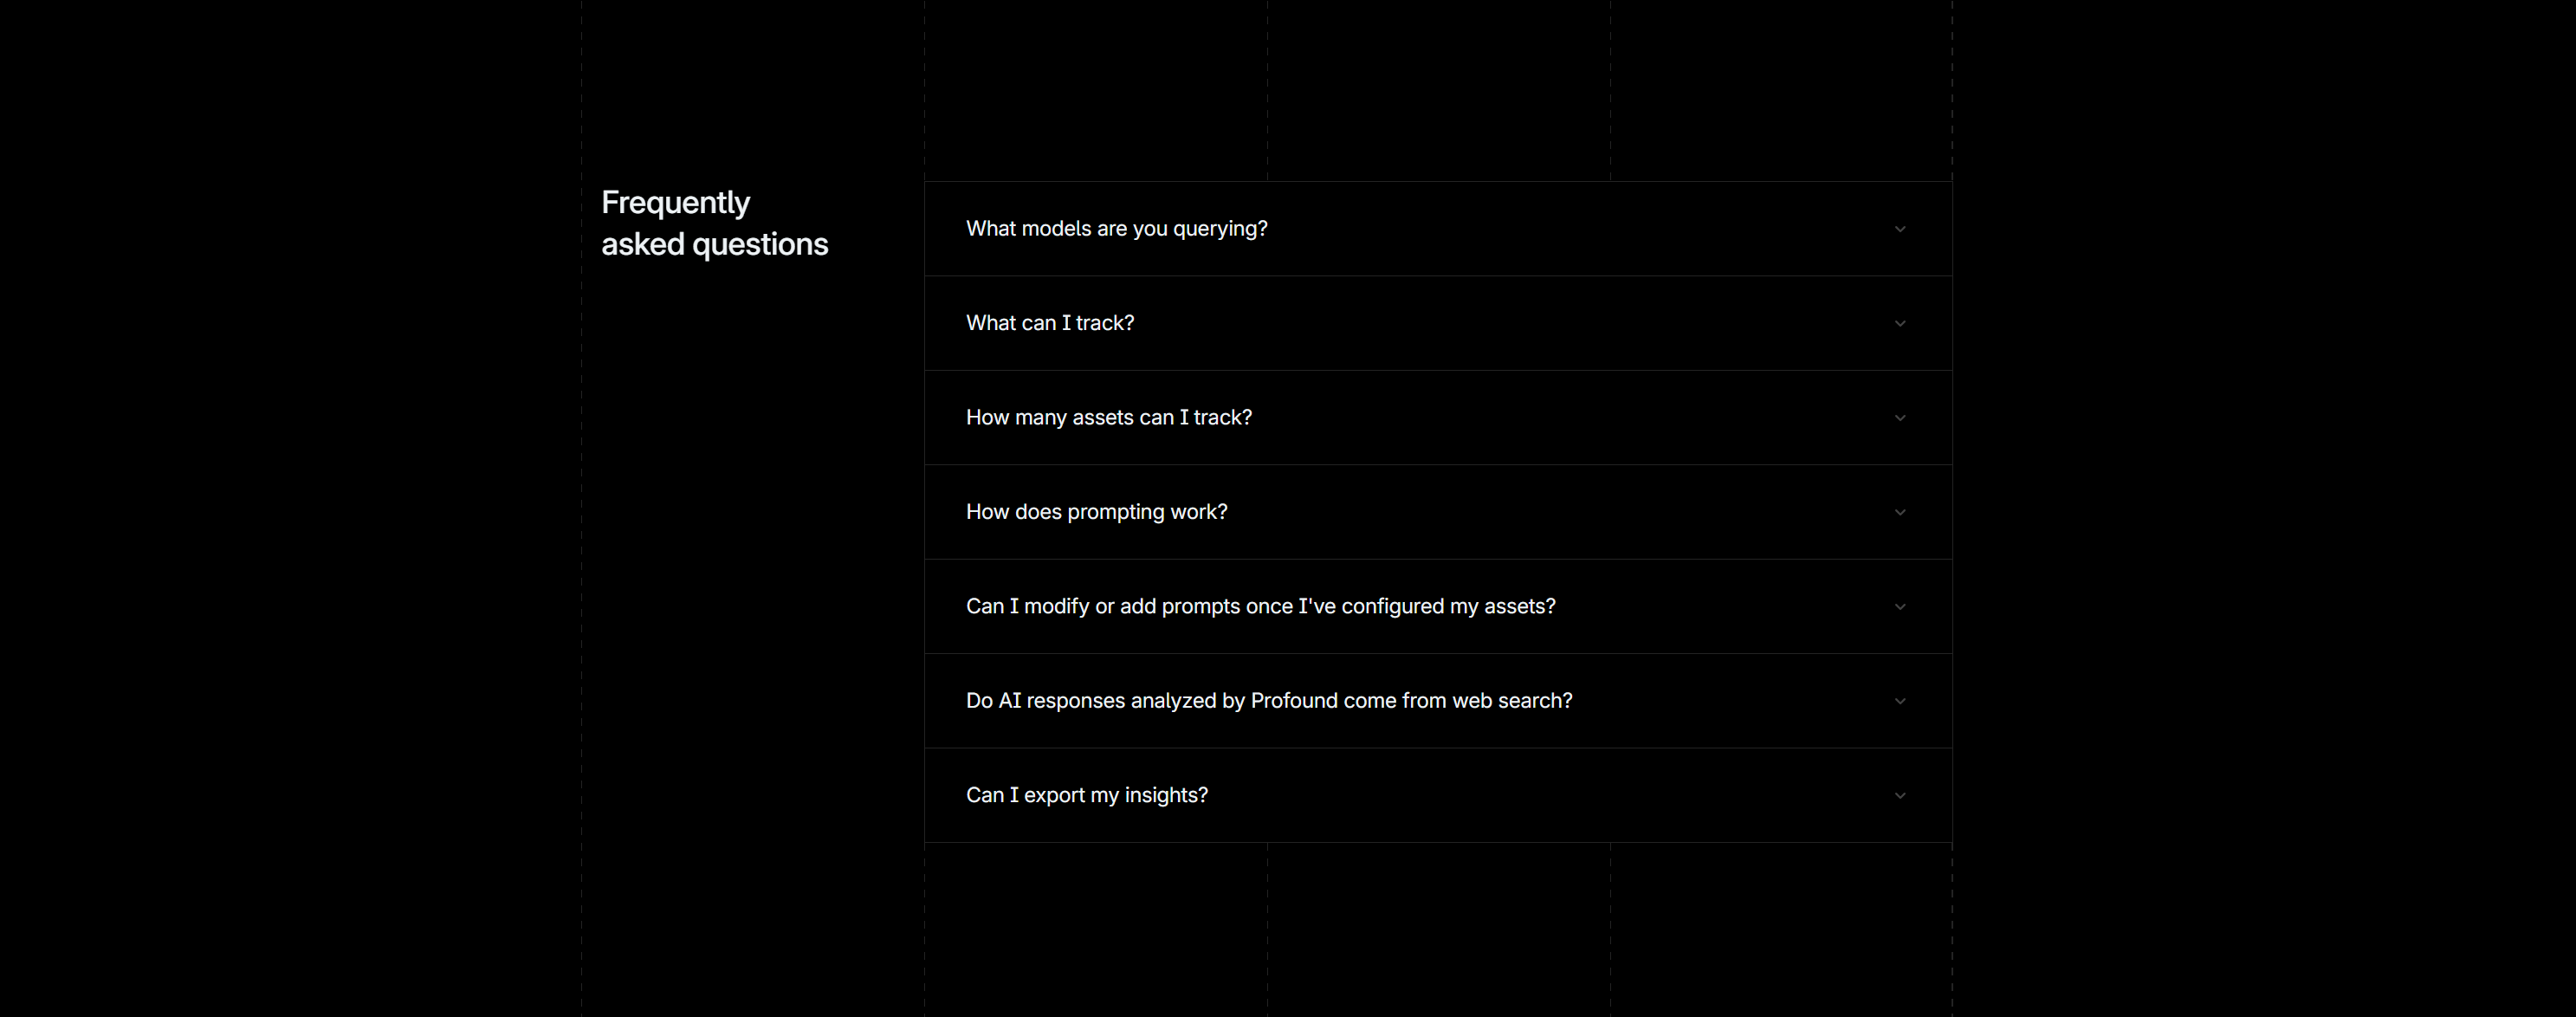 Frequently
asked questions
What models are you querying?
What can I track?
How many assets can I track?
How does prompting work?
Can I modify or add prompts once I've configured my assets?
Do AI responses analyzed by Profound come from web search?
Can I export my insights?